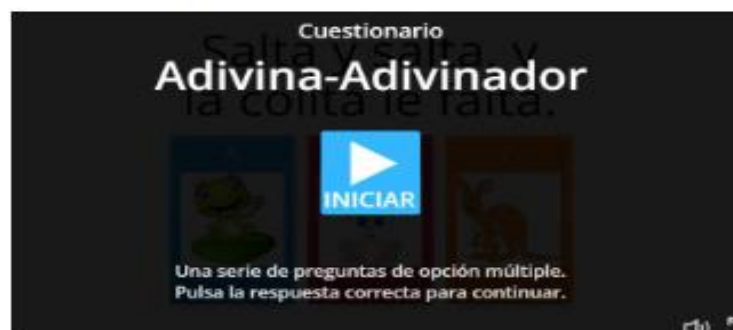 Cuestionario
Salta y salta, y
Adivina-Adivinador
la colita le falta.
INICIAR
Una serie de preguntas de opción múltiple.
Pulsa la respuesta correcta para continuar.